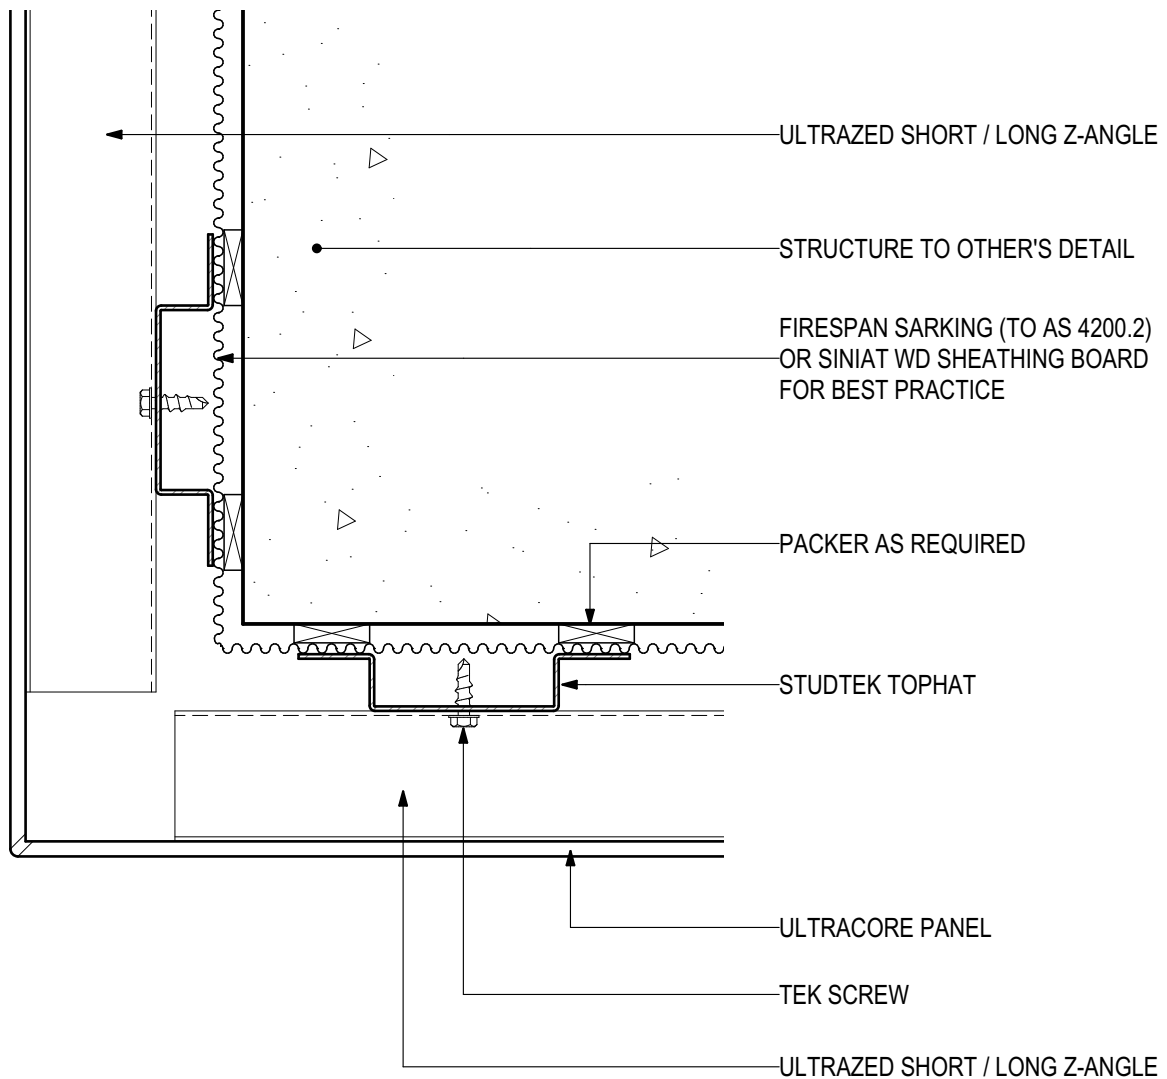 ULTRAZED SHORT / LONG Z-ANGLE
STRUCTURE TO OTHER'S DETAIL
FIRESPAN SARKING (TO AS 4200.2)
OR SINIAT WD SHEATHING BOARD
FOR BEST PRACTICE
PACKER AS REQUIRED
STUDTEK TOPHAT
ULTRACORE PANEL
TEK SCREW
ULTRAZED SHORT / LONG Z-ANGLE